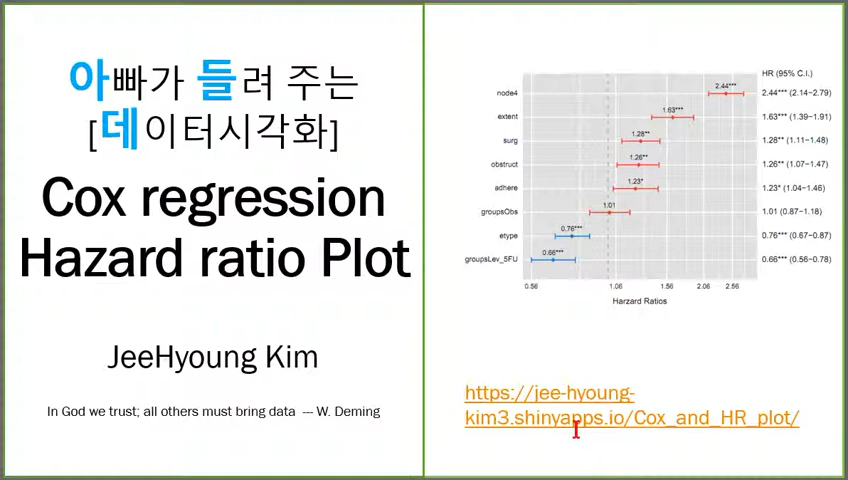 아빠가 들려 주는
[데이터시각화]
Cox regression
Hazard ratio Plot
JeeHyoung Kim
In God we trust; all others must bring data --- W. Deming
HR (95% C.I.)
node4 2.44*** 2.44*** (2.14−2.79)
extent 1.63*** 1.63*** (1.39−1.91)
surg 1.28** 1.28** (1.11−1.48)
obstruct 1.26** 1.26** (1.07−1.47)
adhere 1.23* 1.23* (1.04−1.46)
groupsObs 1.01 1.01 (0.87−1.18)
etype 0.76*** 0.76*** (0.67−0.87)
groupsLev_5FU 0.66*** 0.66*** (0.56−0.78)
0.56 1.06 1.56 2.06 2.56
Harzard Ratios
https://jee-hyoung-
kim3.shinyapps.io/Cox_and_HR_plot/